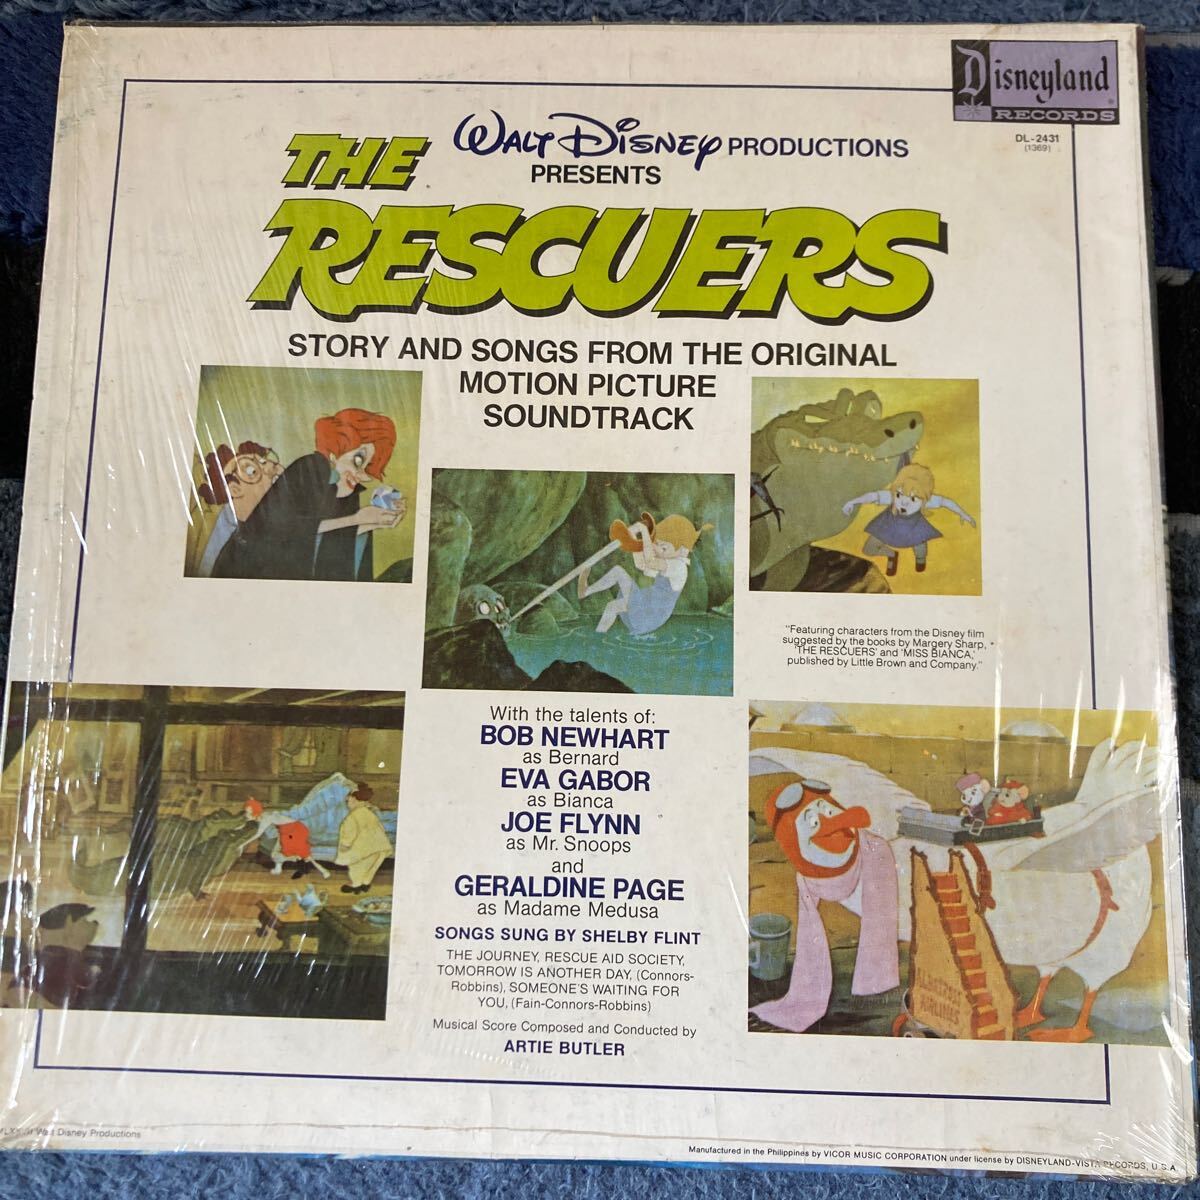 Disneyland
RECORDS
DL-2431
(1369)
WALT DISNEY PRODUCTIONS
PRESENTS
THE
RESCUERS
STORY AND SONGS FROM THE ORIGINAL
MOTION PICTURE
SOUNDTRACK
"Featuring characters from the Disney film
suggested by the books by Margery Sharp,
'THE RESCUERS' and 'MISS BIANCA,'
published by Little Brown and Company."
With the talents of:
BOB NEWHART
as Bernard
EVA GABOR
as Bianca
JOE FLYNN
as Mr. Snoops
and
GERALDINE PAGE
as Madame Medusa
SONGS SUNG BY SHELBY FLINT
THE JOURNEY, RESCUE AID SOCIETY,
TOMORROW IS ANOTHER DAY, (Connors-
Robbins), SOMEONE'S WAITING FOR
YOU, (Fain-Connors-Robbins)
Musical Score Composed and Conducted by
ARTIE BUTLER
ALBATROSS
AIRLINES
Walt Disney Productions
Manufactured in the Philippines by VICOR MUSIC CORPORATION under license by DISNEYLAND-VISTA RECORDS, U.S.A.